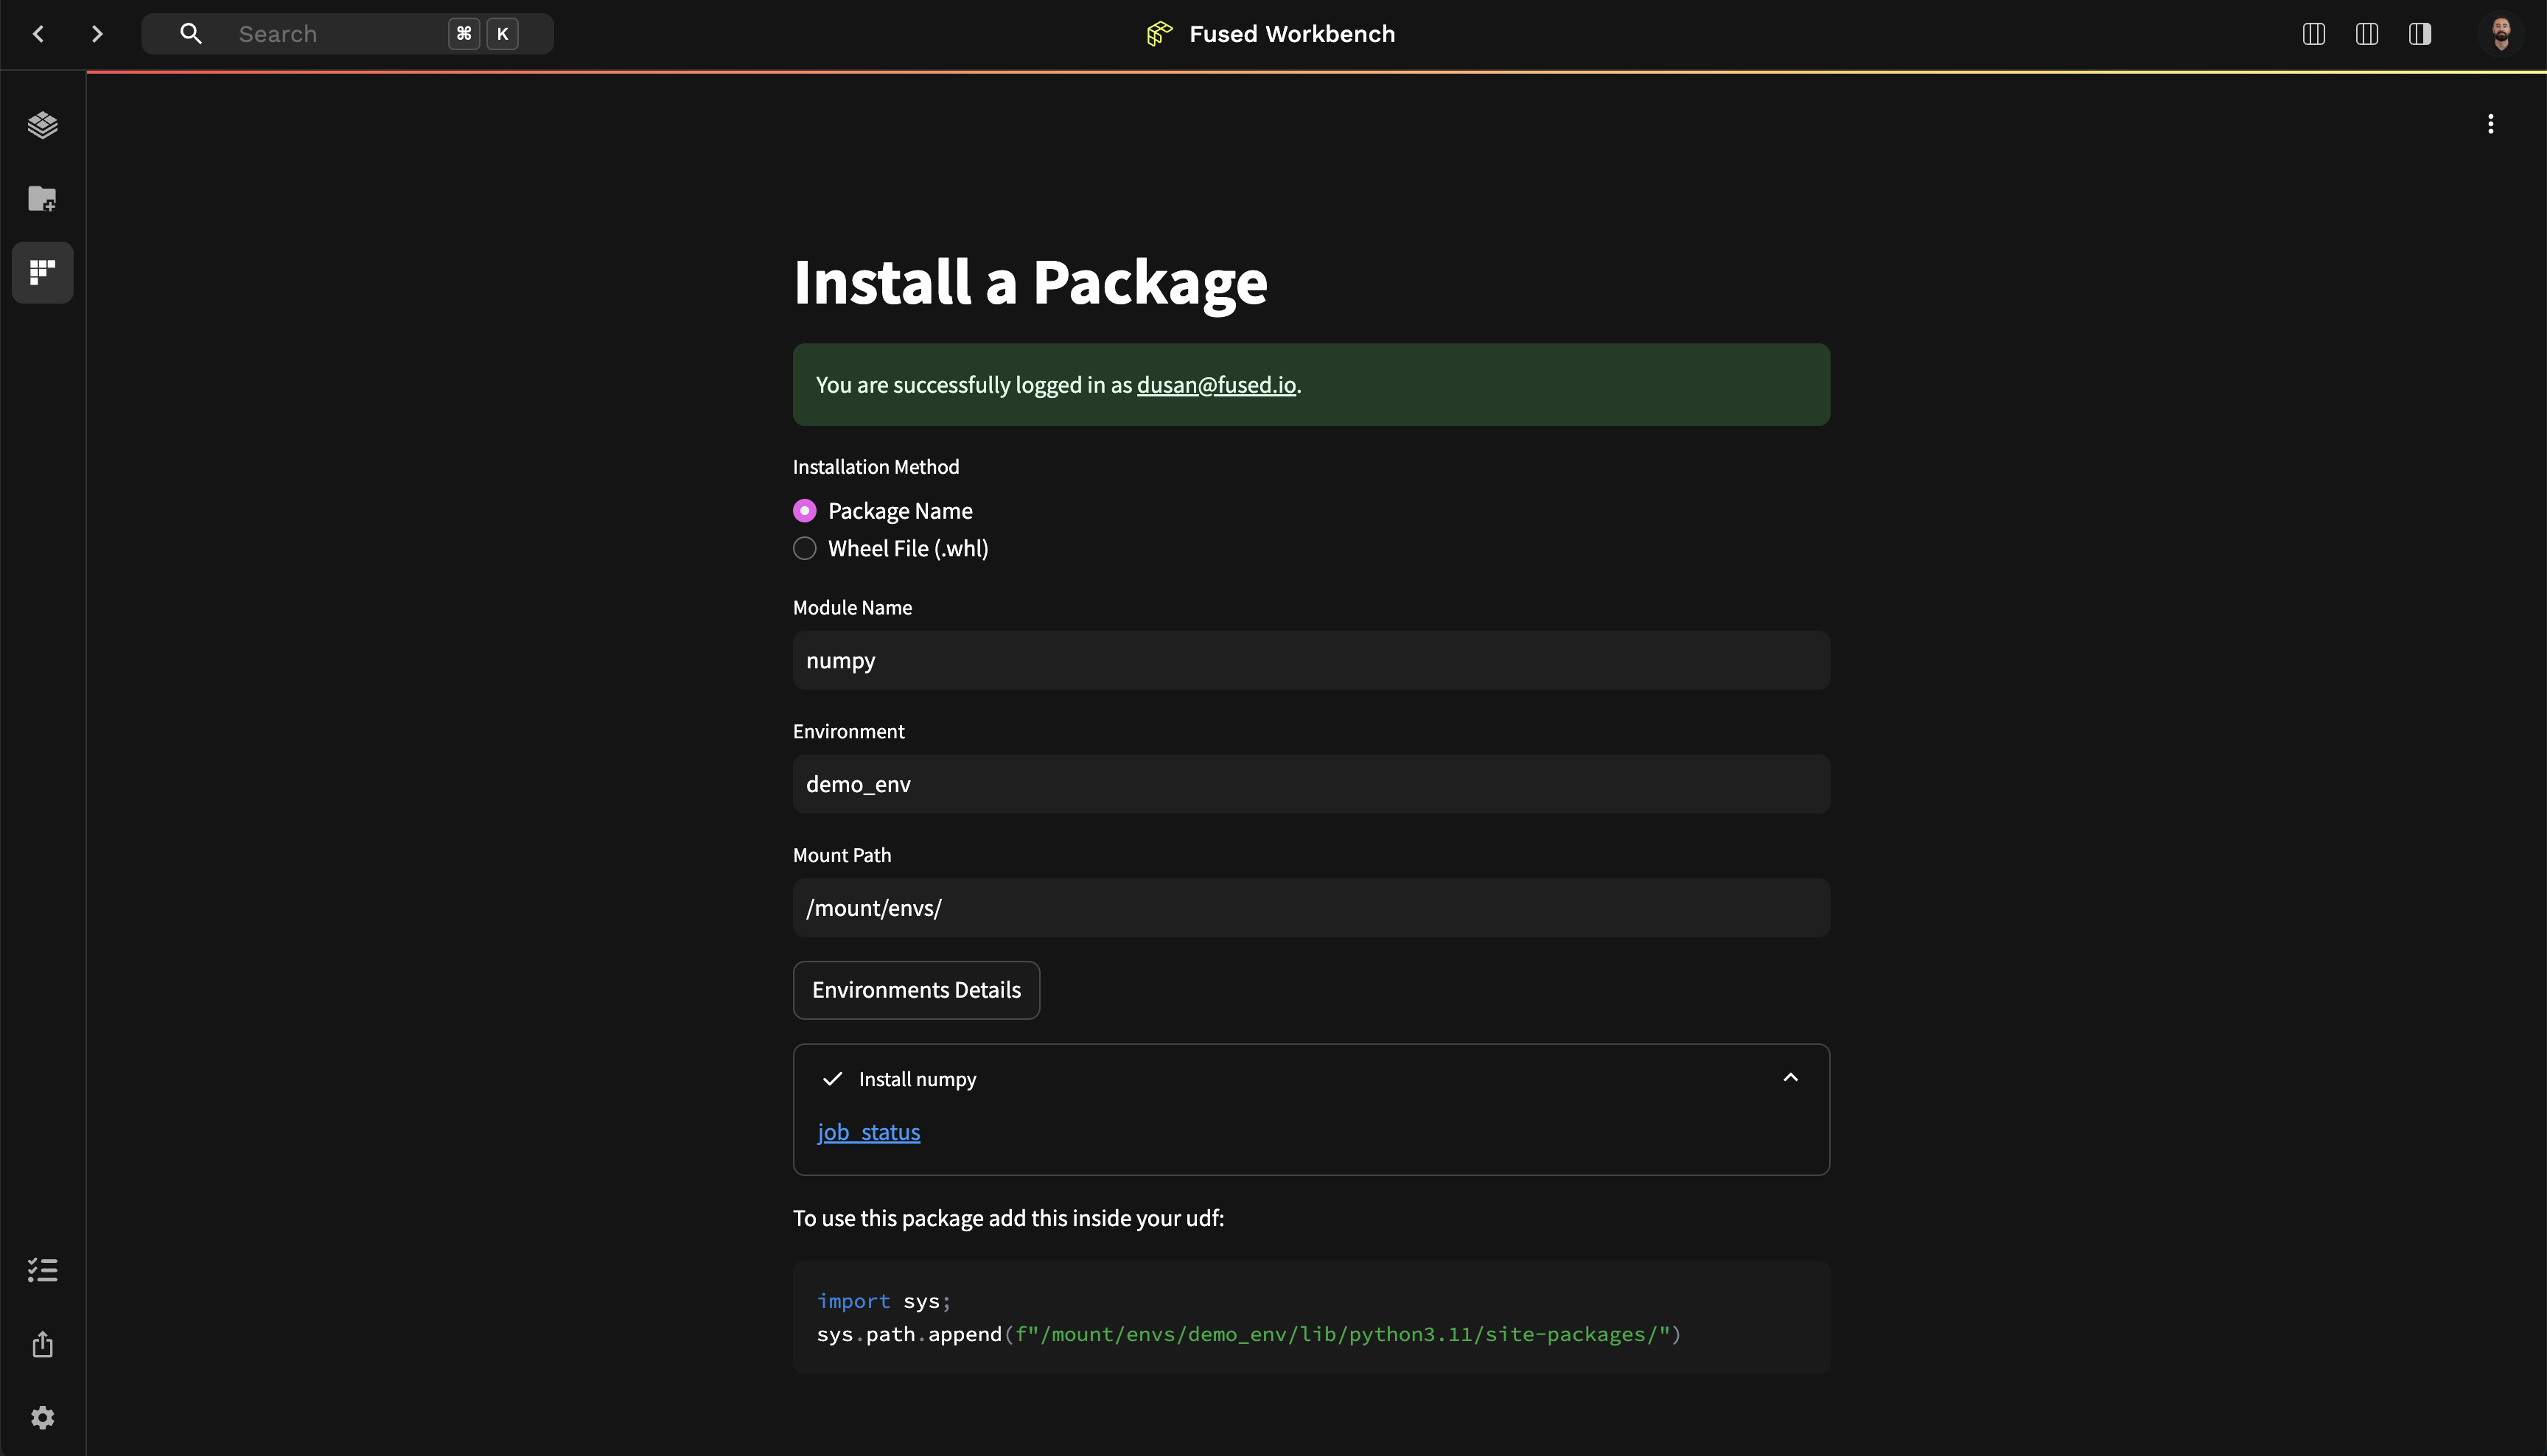 Search
⌘ K
Fused Workbench
Install a Package
You are successfully logged in as dusan@fused.io.
Installation Method
Package Name
Wheel File (.whl)
Module Name
numpy
Environment
demo_env
Mount Path
/mount/envs/
Environments Details
Install numpy
job_status
To use this package add this inside your udf:
import sys;
sys.path.append(f"/mount/envs/demo_env/lib/python3.11/site-packages/")